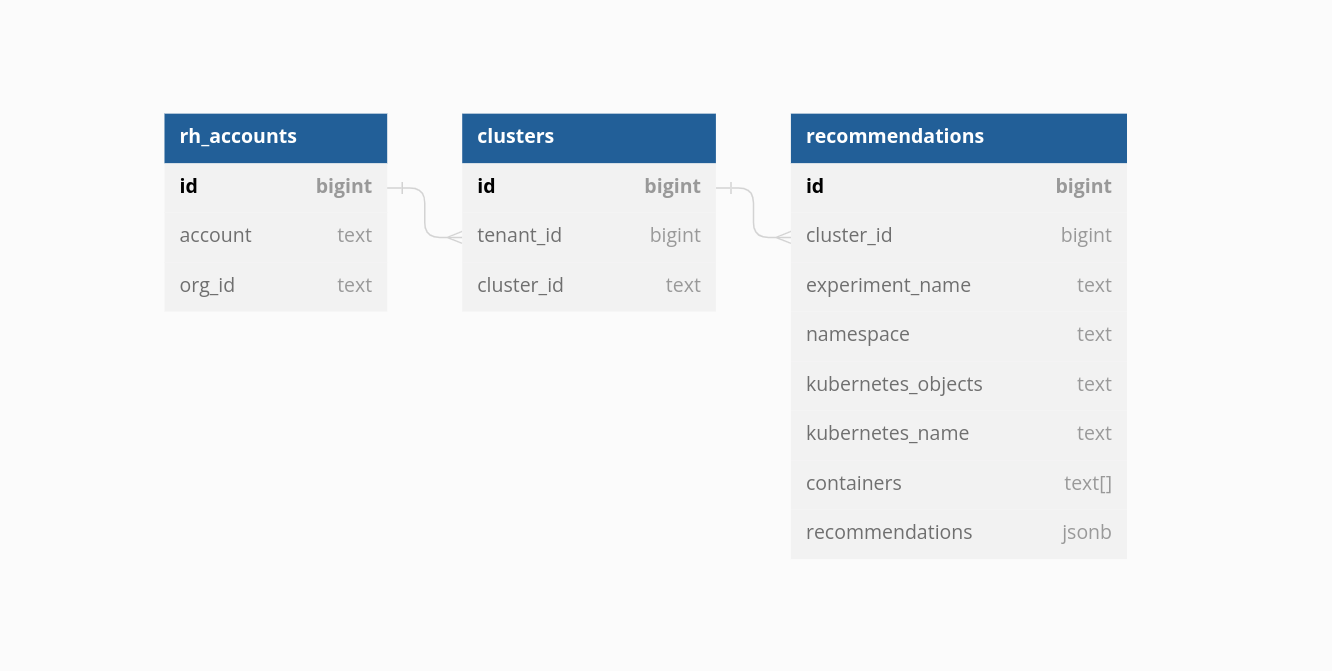 rh_accounts
id bigint
account text
org_id text
clusters
id bigint
tenant_id bigint
cluster_id text
recommendations
id bigint
cluster_id bigint
experiment_name text
namespace text
kubernetes_objects text
kubernetes_name text
containers text[]
recommendations jsonb